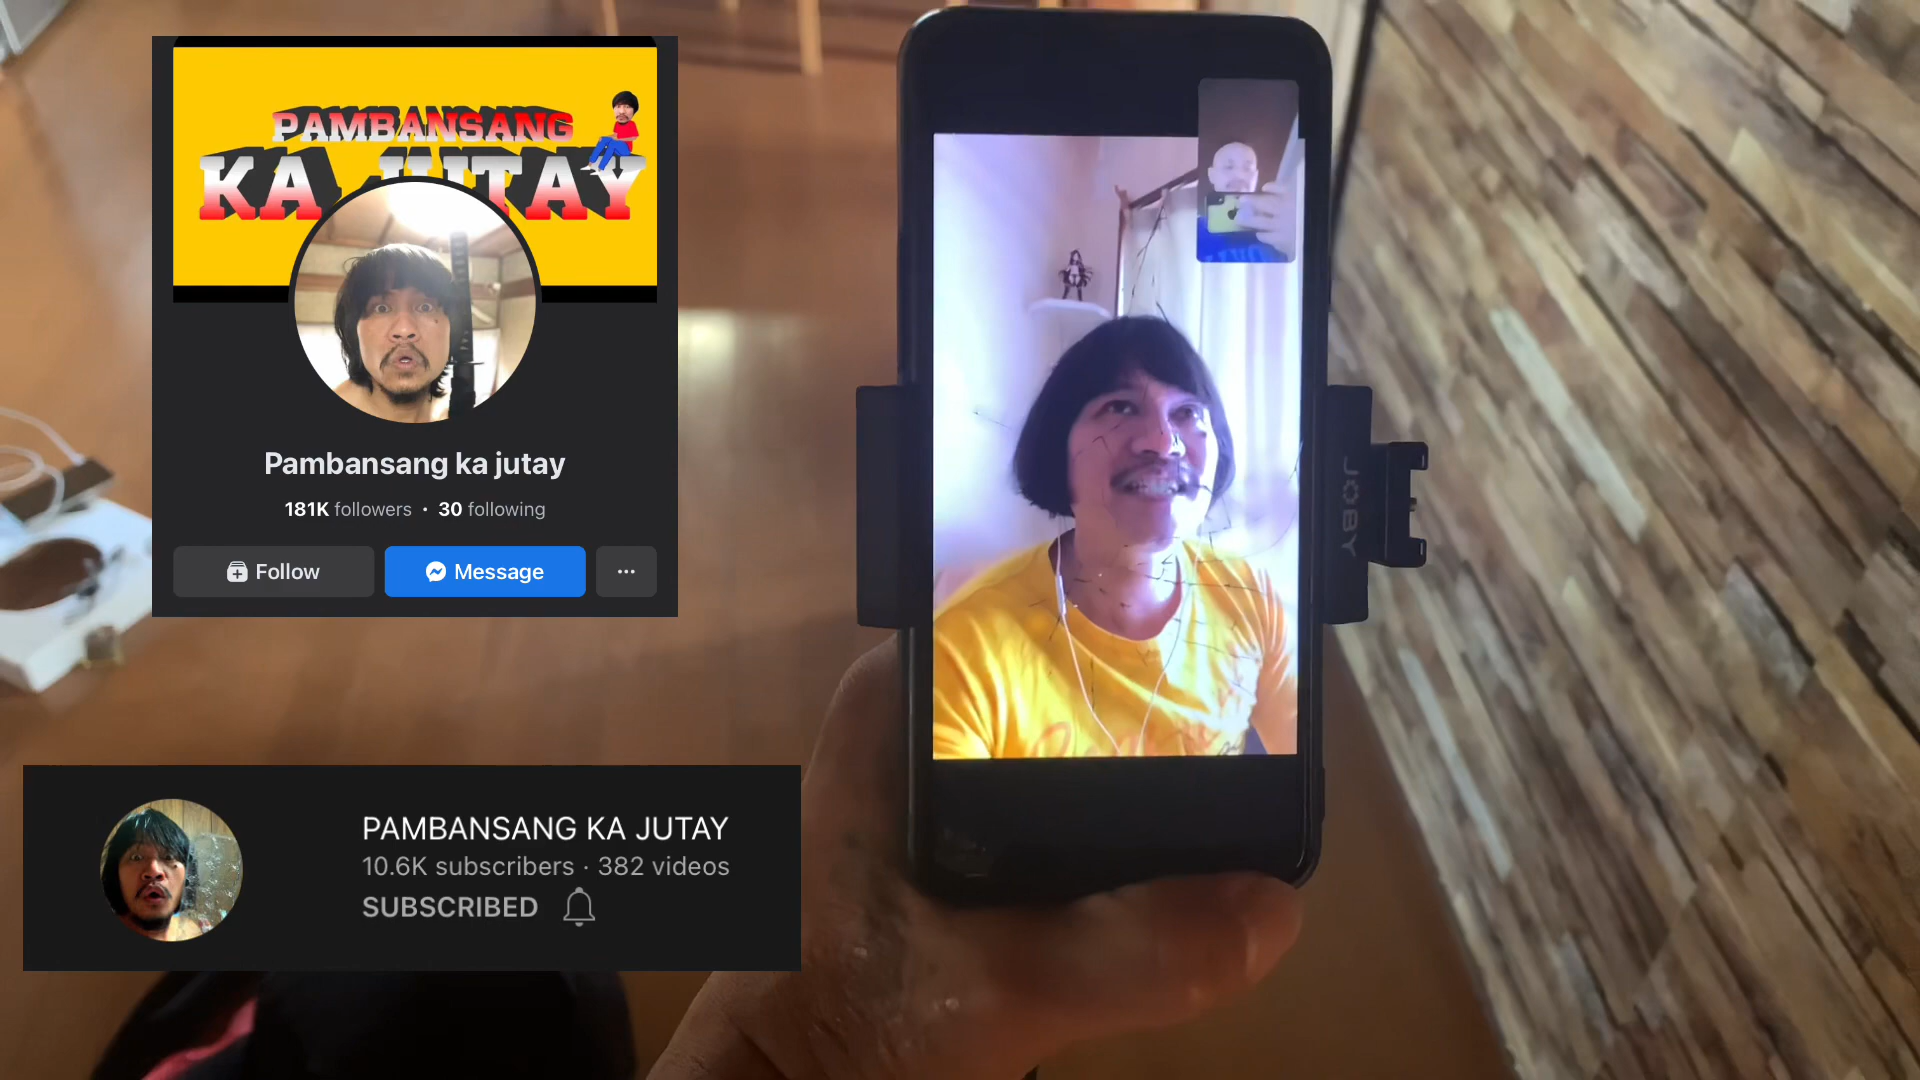 PAMBANSANG
KA JUTAY
Pambansang ka jutay
181K followers • 30 following
Follow
Message
JOBY
PAMBANSANG KA JUTAY
10.6K subscribers · 382 videos
SUBSCRIBED